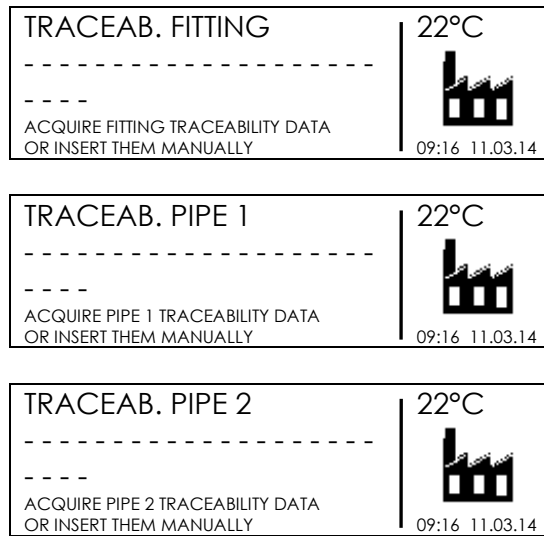 TRACEAB. FITTING
22°C
- - - - - - - - - - - - - - - - - - - -
- - - -
ACQUIRE FITTING TRACEABILITY DATA
OR INSERT THEM MANUALLY
09:16 11.03.14
TRACEAB. PIPE 1
22°C
- - - - - - - - - - - - - - - - - - - -
- - - -
ACQUIRE PIPE 1 TRACEABILITY DATA
OR INSERT THEM MANUALLY
09:16 11.03.14
TRACEAB. PIPE 2
22°C
- - - - - - - - - - - - - - - - - - - -
- - - -
ACQUIRE PIPE 2 TRACEABILITY DATA
OR INSERT THEM MANUALLY
09:16 11.03.14